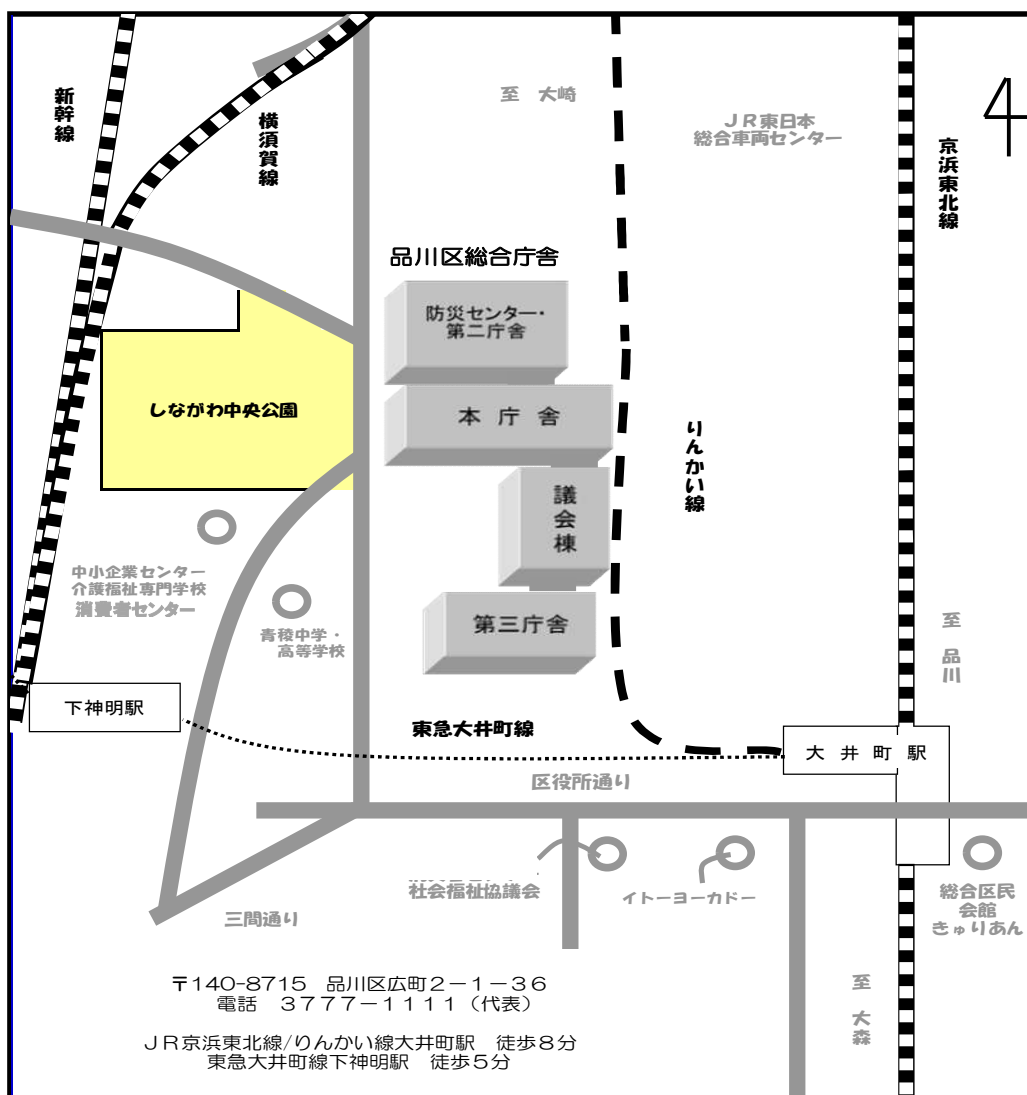 新幹線
横須賀線
至 大崎
ＪＲ東日本
総合車両センター
京浜東北線
品川区総合庁舎
防災センター・
第二庁舎
しながわ中央公園
本 庁 舎
りんかい線
議会棟
中小企業センター
介護福祉専門学校
消費者センター
青稜中学・
高等学校
第三庁舎
至 品川
下神明駅
東急大井町線
大 井 町 駅
区役所通り
社会福祉協議会
イトーヨーカドー
総合区民
会館
きゅりあん
三間通り
〒140-8715 品川区広町２－１－３６
電話 ３７７７－１１１１（代表）
至 大森
ＪＲ京浜東北線/りんかい線大井町駅 徒歩８分
東急大井町線下神明駅 徒歩５分